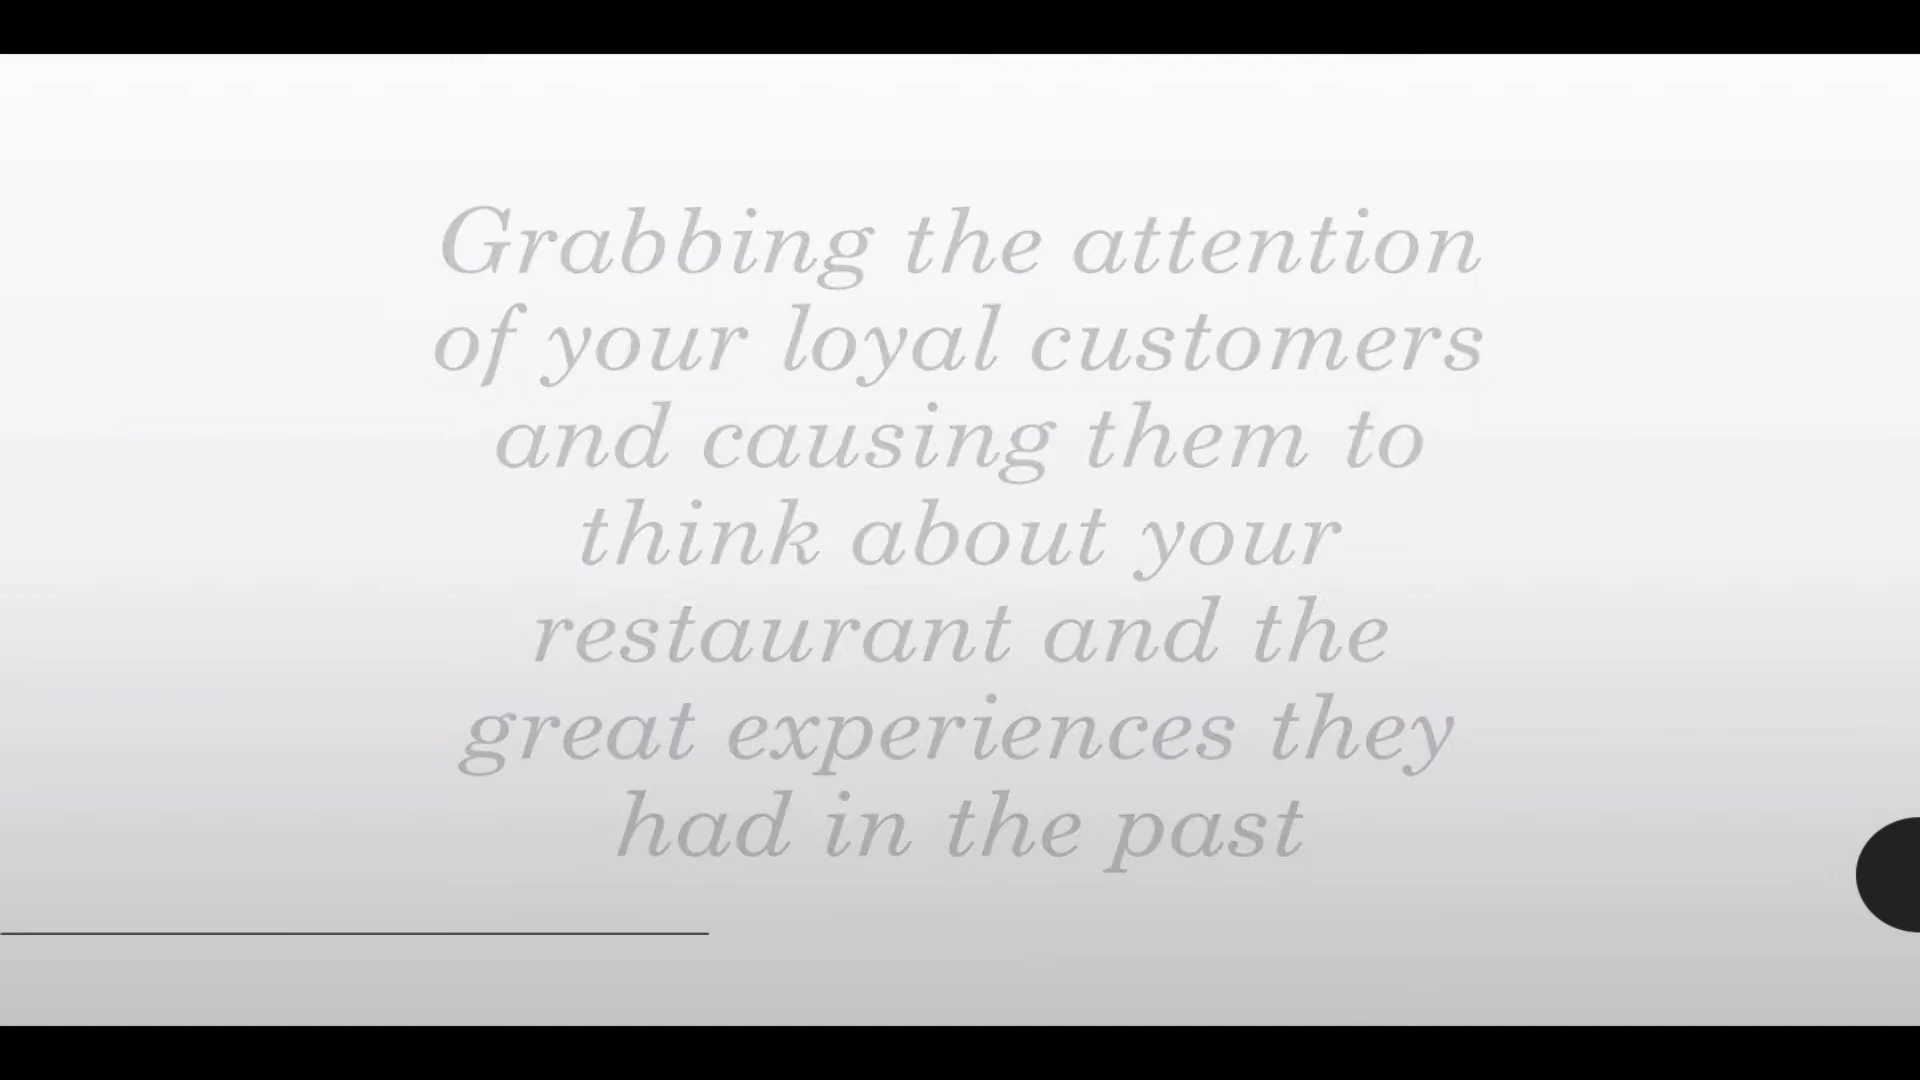 Grabbing the attention
of your loyal customers
and causing them to
think about your
restaurant and the
great experiences they
had in the past